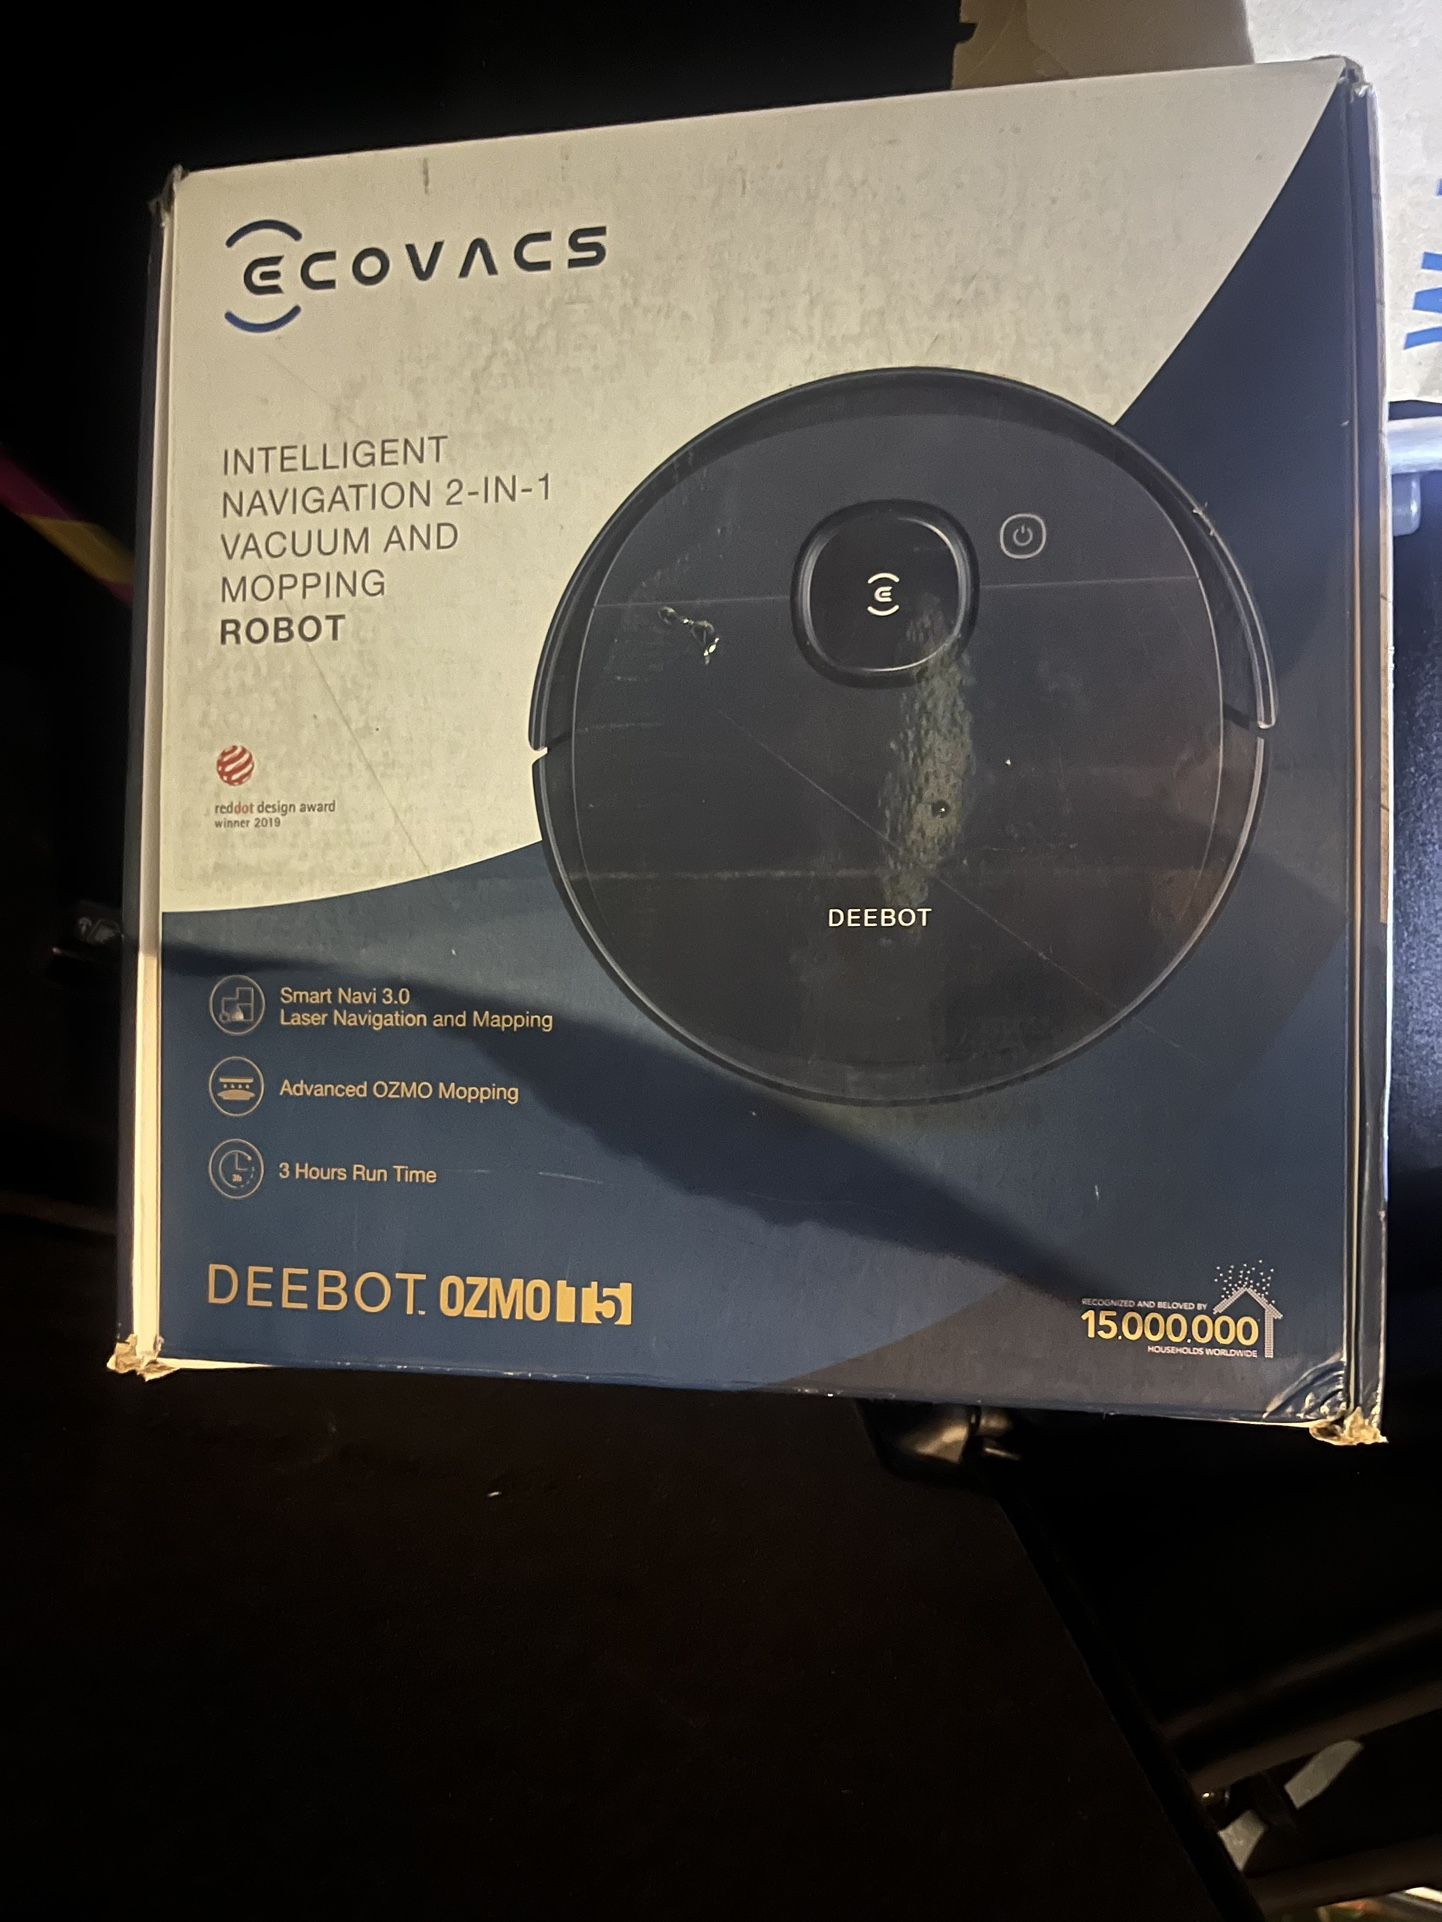 ECOVACS
INTELLIGENT
NAVIGATION 2-IN-1
VACUUM AND
MOPPING
ROBOT
reddot design award
winner 2019
DEEBOT
Smart Navi 3.0
Laser Navigation and Mapping
Advanced OZMO Mopping
3h
3 Hours Run Time
DEEBOT™ OZMO T5
RECOGNIZED AND BELOVED BY
15.000.000
HOUSEHOLDS WORLDWIDE